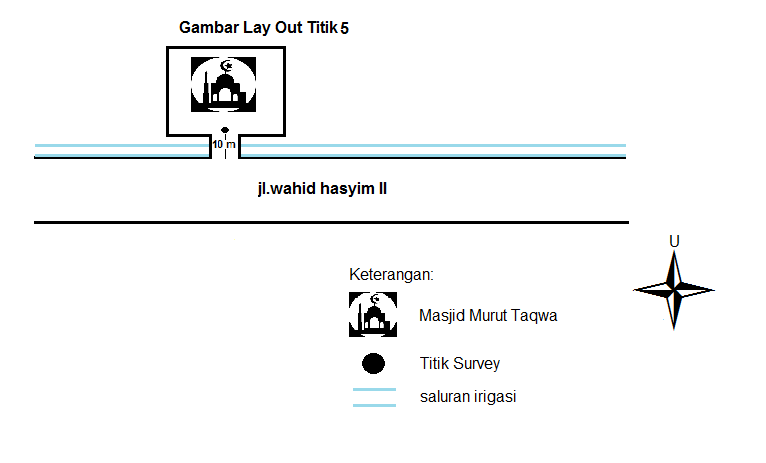 Gambar Lay Out Titik 5
10 m
jl.wahid hasyim II
U
Keterangan:
Masjid Murut Taqwa
Titik Survey
saluran irigasi